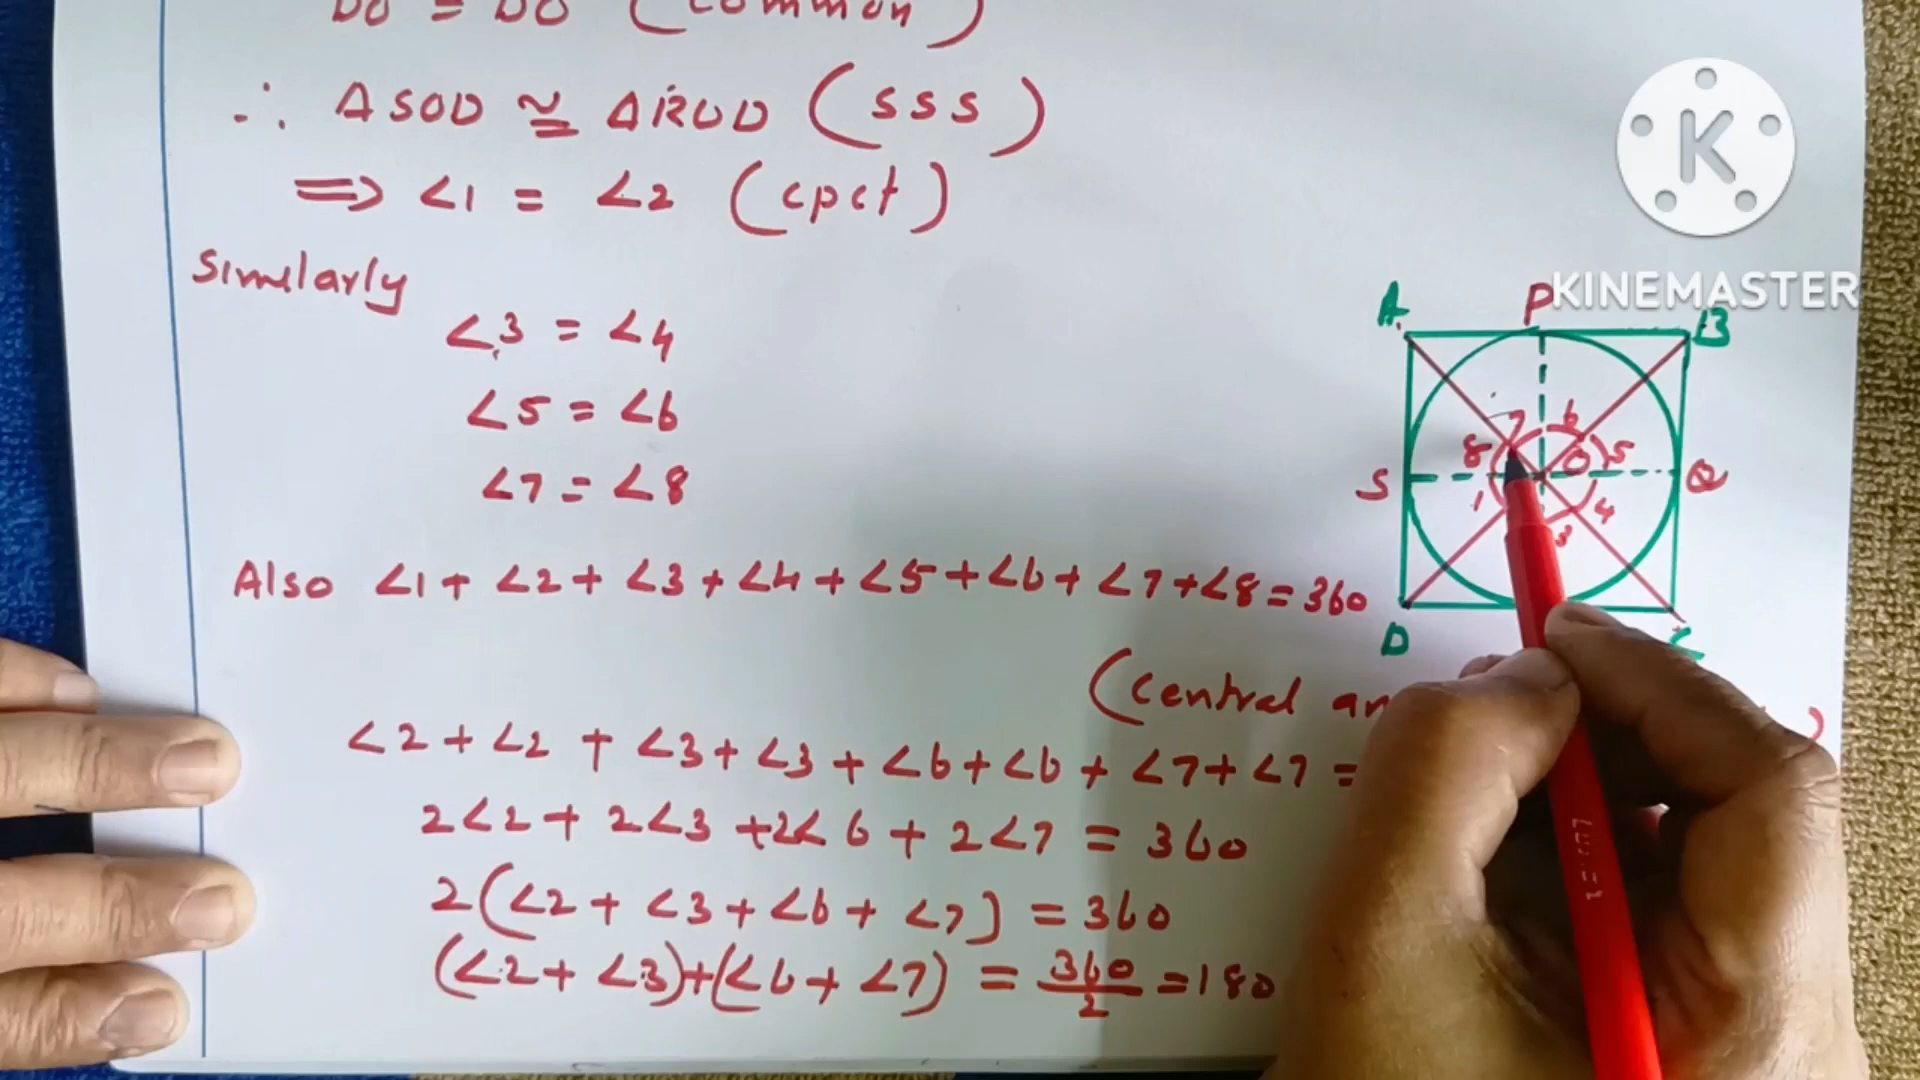 DO = DO (common)
∴ ΔSOD ≅ ΔROD (SSS)
⇒ ∠1 = ∠2 (cpct)
Similarly
∠3 = ∠4
∠5 = ∠6
∠7 = ∠8
Also ∠1 + ∠2 + ∠3 + ∠4 + ∠5 + ∠6 + ∠7 + ∠8 = 360
(central
∠2 + ∠2 + ∠3 + ∠3 + ∠6 + ∠6 + ∠7 + ∠7 =
2∠2 + 2∠3 + 2∠6 + 2∠7 = 360
2(∠2 + ∠3 + ∠6 + ∠7) = 360
(∠2 + ∠3) + (∠6 + ∠7) = 360/2 = 180
K
KINEMASTER
A P B
7 6
8 O 5
S Q
1 4
3
D C